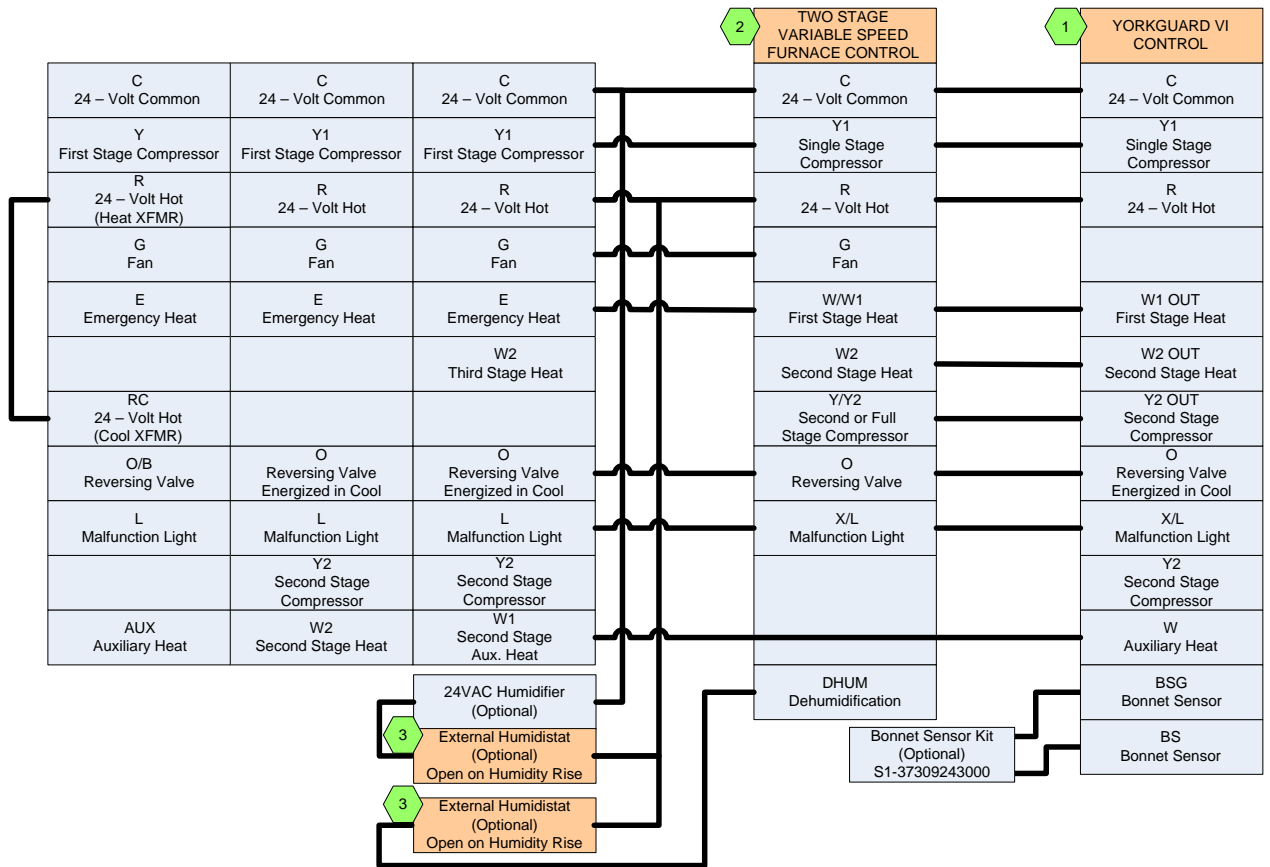 2
TWO STAGE
VARIABLE SPEED
FURNACE CONTROL
1
YORKGUARD VI
CONTROL
C
24 – Volt Common
C
24 – Volt Common
C
24 – Volt Common
C
24 – Volt Common
C
24 – Volt Common
Y
First Stage Compressor
Y1
First Stage Compressor
Y1
First Stage Compressor
Y1
Single Stage
Compressor
Y1
Single Stage
Compressor
R
24 – Volt Hot
(Heat XFMR)
R
24 – Volt Hot
R
24 – Volt Hot
R
24 – Volt Hot
R
24 – Volt Hot
G
Fan
G
Fan
G
Fan
G
Fan
E
Emergency Heat
E
Emergency Heat
E
Emergency Heat
W/W1
First Stage Heat
W1 OUT
First Stage Heat
W2
Third Stage Heat
W2
Second Stage Heat
W2 OUT
Second Stage Heat
RC
24 – Volt Hot
(Cool XFMR)
Y/Y2
Second or Full
Stage Compressor
Y2 OUT
Second Stage
Compressor
O/B
Reversing Valve
O
Reversing Valve
Energized in Cool
O
Reversing Valve
Energized in Cool
O
Reversing Valve
O
Reversing Valve
Energized in Cool
L
Malfunction Light
L
Malfunction Light
L
Malfunction Light
X/L
Malfunction Light
X/L
Malfunction Light
Y2
Second Stage
Compressor
Y2
Second Stage
Compressor
Y2
Second Stage
Compressor
AUX
Auxiliary Heat
W2
Second Stage Heat
W1
Second Stage
Aux. Heat
W
Auxiliary Heat
24VAC Humidifier
(Optional)
DHUM
Dehumidification
BSG
Bonnet Sensor
3
External Humidistat
(Optional)
Open on Humidity Rise
Bonnet Sensor Kit
(Optional)
S1-37309243000
BS
Bonnet Sensor
3
External Humidistat
(Optional)
Open on Humidity Rise